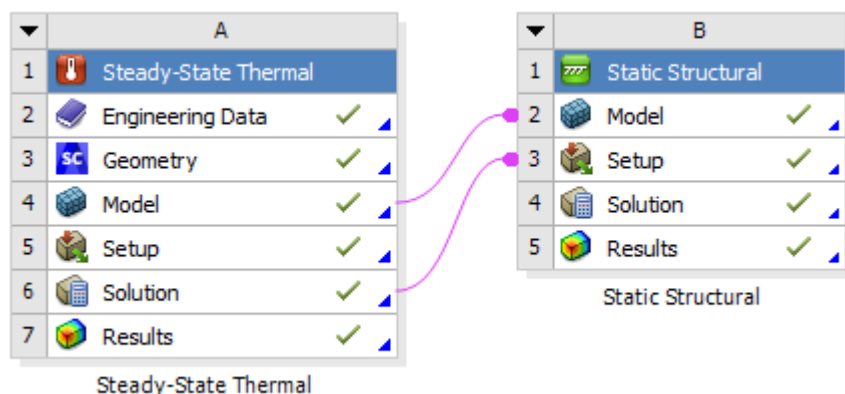 A
1 Steady-State Thermal
2 Engineering Data
3 SC Geometry
4 Model
5 Setup
6 Solution
7 Results
Steady-State Thermal
B
1 Static Structural
2 Model
3 Setup
4 Solution
5 Results
Static Structural